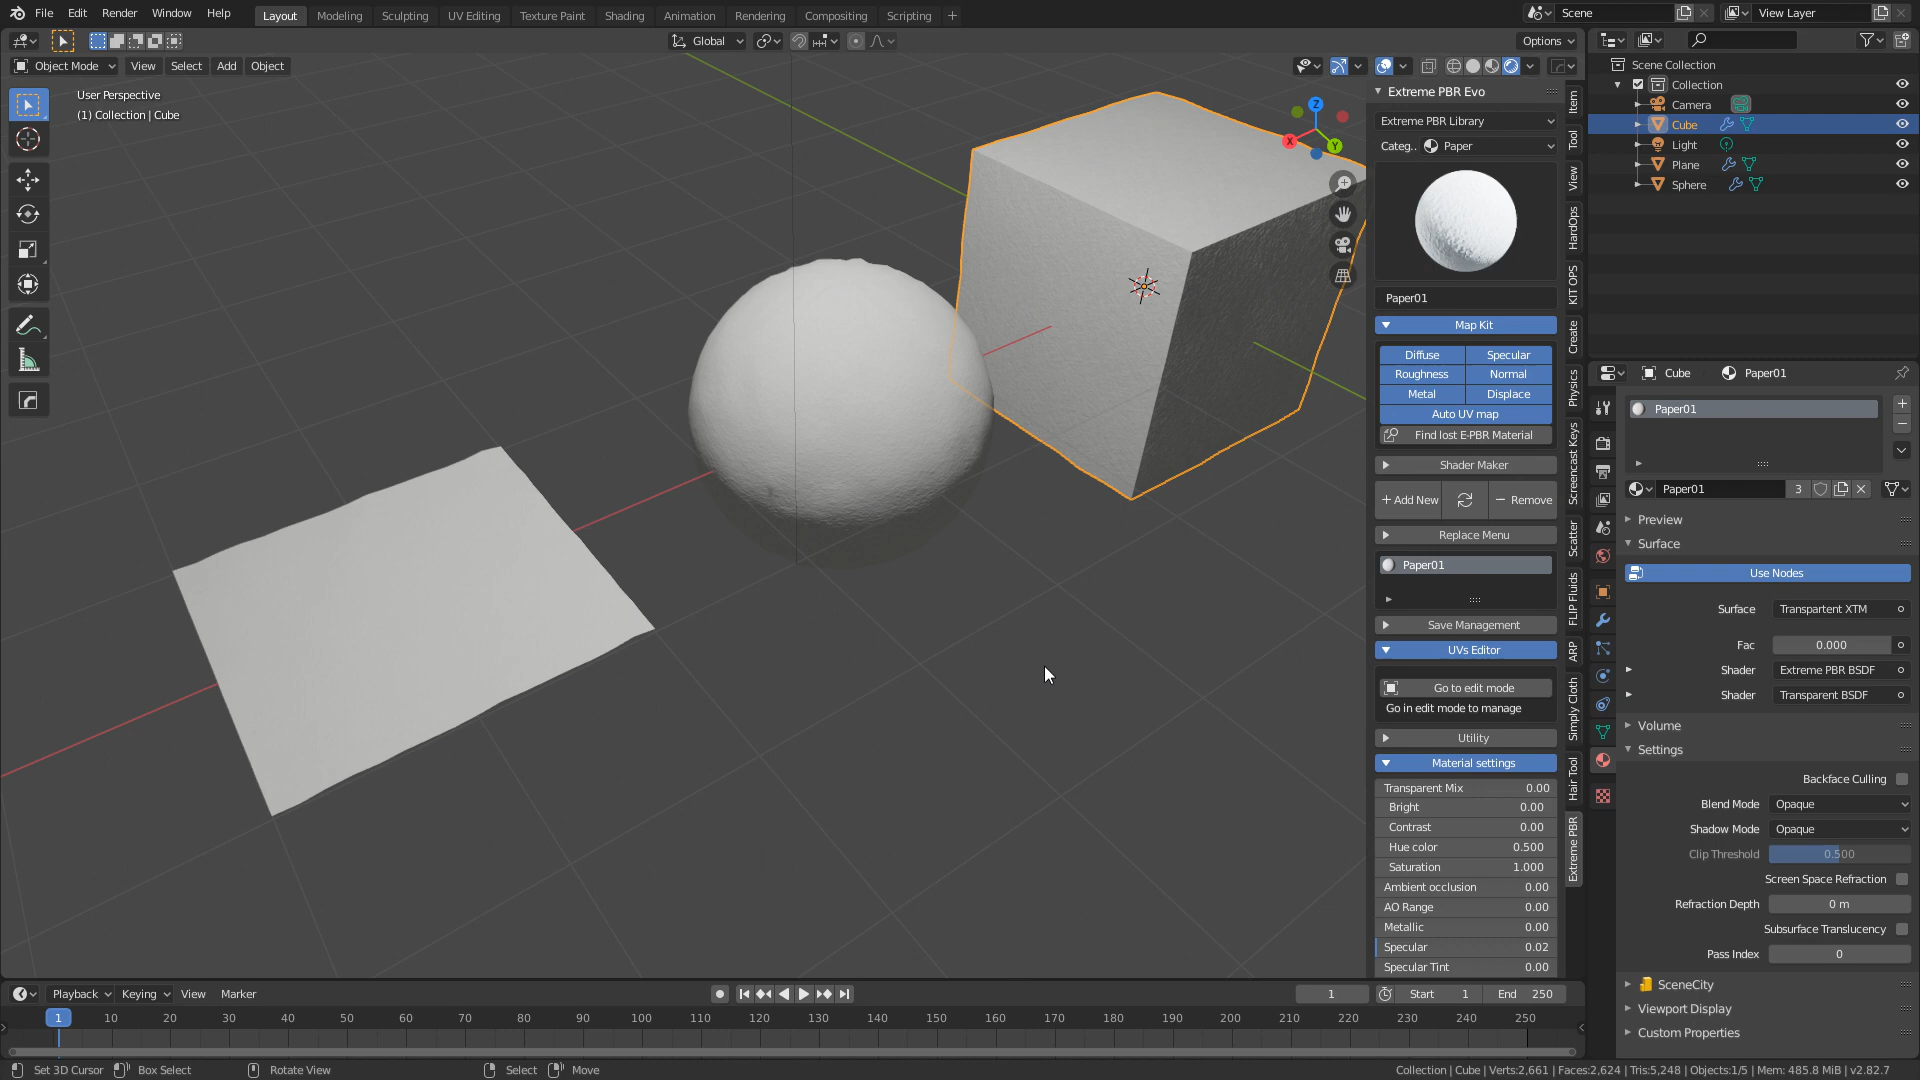 File Edit Render Window Help Layout Modeling Sculpting UV Editing Texture Paint Shading Animation Rendering Compositing Scripting + Scene View Layer
Global Options
Object Mode View Select Add Object
User Perspective
(1) Collection | Cube
Z
X
Y
Extreme PBR Evo
Extreme PBR Library
Categ.. Paper
Paper01
Map Kit
Diffuse Specular
Roughness Normal
Metal Displace
Auto UV map
Find lost E-PBR Material
Shader Maker
+ Add New − Remove
Replace Menu
Paper01
Save Management
UVs Editor
Go to edit mode
Go in edit mode to manage
Utility
Material settings
Transparent Mix 0.00
Bright 0.00
Contrast 0.00
Hue color 0.500
Saturation 1.000
Ambient occlusion 0.00
AO Range 0.00
Metallic 0.00
Specular 0.02
Specular Tint 0.00
Item
Tool
View
HardOps
KIT OPS
Create
Physics
Screencast Keys
Scatter
FLIP Fluids
ARP
Simply Cloth
Hair Tool
Extreme PBR
Scene Collection
Collection
Camera
Cube
Light
Plane
Sphere
Cube Paper01
Paper01
Paper01 3
Preview
Surface
Use Nodes
Surface Transpartent XTM
Fac 0.000
Shader Extreme PBR BSDF
Shader Transparent BSDF
Volume
Settings
Backface Culling
Blend Mode Opaque
Shadow Mode Opaque
Clip Threshold 0.500
Screen Space Refraction
Refraction Depth 0 m
Subsurface Translucency
Pass Index 0
SceneCity
Viewport Display
Custom Properties
Playback Keying View Marker 1 Start 1 End 250
1 10 20 30 40 50 60 70 80 90 100 110 120 130 140 150 160 170 180 190 200 210 220 230 240 250
Set 3D Cursor Box Select Rotate View Select Move Collection | Cube | Verts:2,661 | Faces:2,624 | Tris:5,248 | Objects:1/5 | Mem: 485.8 MiB | v2.82.7